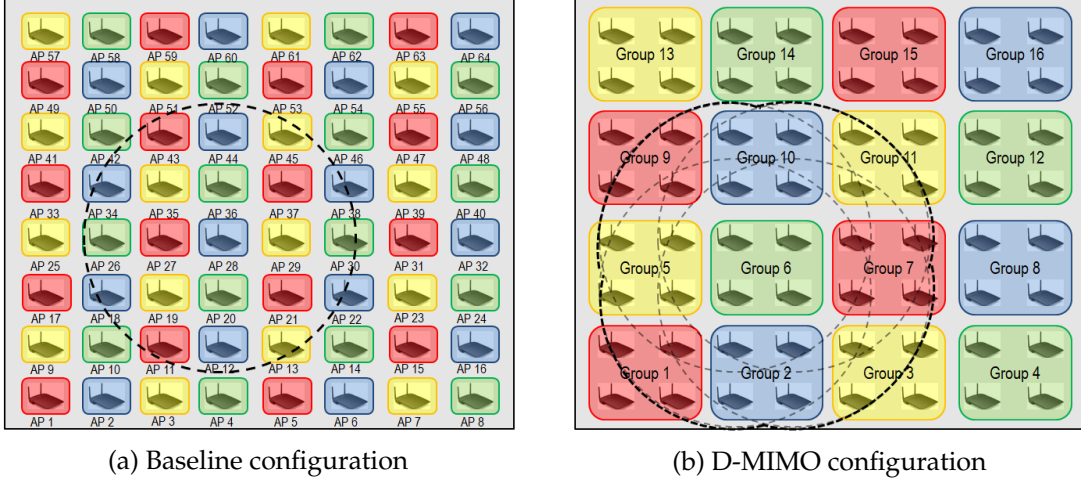 AP 57 AP 58 AP 59 AP 60 AP 61 AP 62 AP 63 AP 64
AP 49 AP 50 AP 51 AP 52 AP 53 AP 54 AP 55 AP 56
AP 41 AP 42 AP 43 AP 44 AP 45 AP 46 AP 47 AP 48
AP 33 AP 34 AP 35 AP 36 AP 37 AP 38 AP 39 AP 40
AP 25 AP 26 AP 27 AP 28 AP 29 AP 30 AP 31 AP 32
AP 17 AP 18 AP 19 AP 20 AP 21 AP 22 AP 23 AP 24
AP 9 AP 10 AP 11 AP 12 AP 13 AP 14 AP 15 AP 16
AP 1 AP 2 AP 3 AP 4 AP 5 AP 6 AP 7 AP 8
(a) Baseline configuration
Group 13 Group 14 Group 15 Group 16
Group 9 Group 10 Group 11 Group 12
Group 5 Group 6 Group 7 Group 8
Group 1 Group 2 Group 3 Group 4
(b) D-MIMO configuration